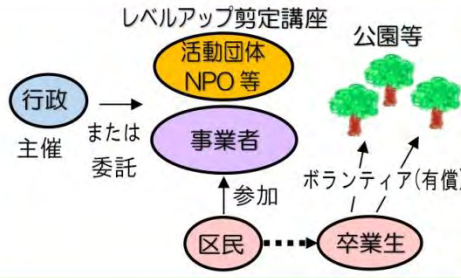 レベルアップ剪定講座
公園等
活動団体
NPO等
行政
主催
または
委託
事業者
参加
ボランティア(有償)
区民
卒業生